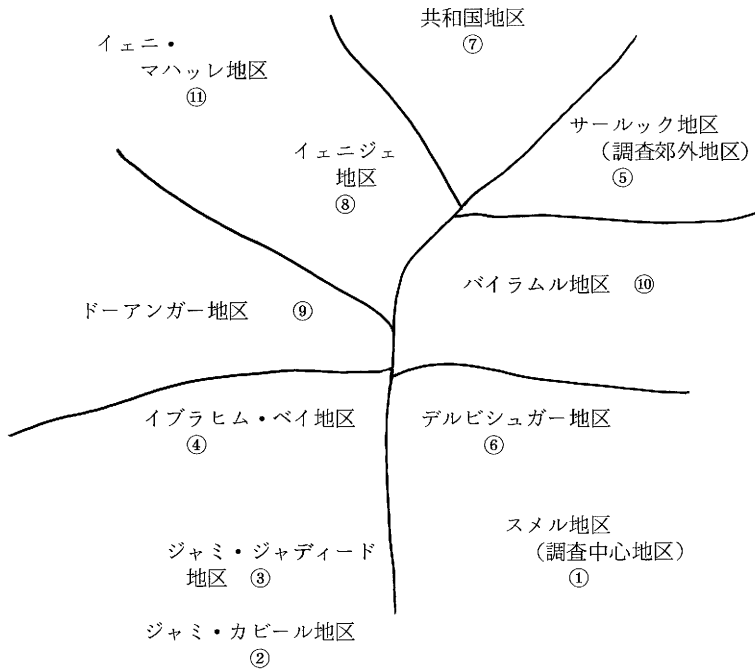 共和国地区
⑦
イェニ・
マハッレ地区
⑪
サールック地区
(調査郊外地区)
⑤
イェニジェ
地区
⑧
バイラムル地区 ⑩
ドーアンガー地区 ⑨
イブラヒム・ベイ地区
④
デルビシュガー地区
⑥
スメル地区
(調査中心地区)
①
ジャミ・ジャディード
地区 ③
ジャミ・カビール地区
②